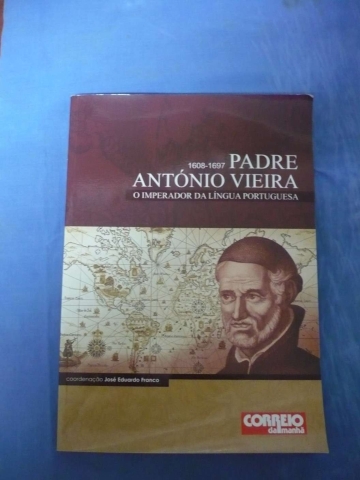 1608-1697 PADRE
ANTÓNIO VIEIRA
O IMPERADOR DA LÍNGUA PORTUGUESA
coordenação José Eduardo Franco
CORREIO
da manhã